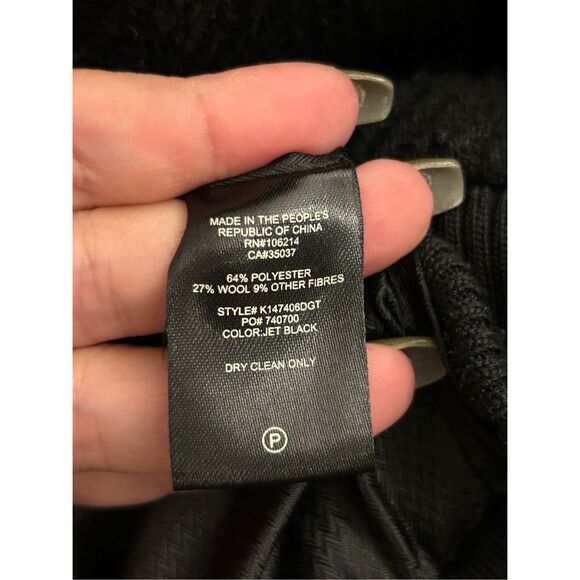 MADE IN THE PEOPLE'S
REPUBLIC OF CHINA
RN#106214
CA#35037
64% POLYESTER
27% WOOL 9% OTHER FIBRES
STYLE# K147406DGT
PO# 740700
COLOR:JET BLACK
DRY CLEAN ONLY
P